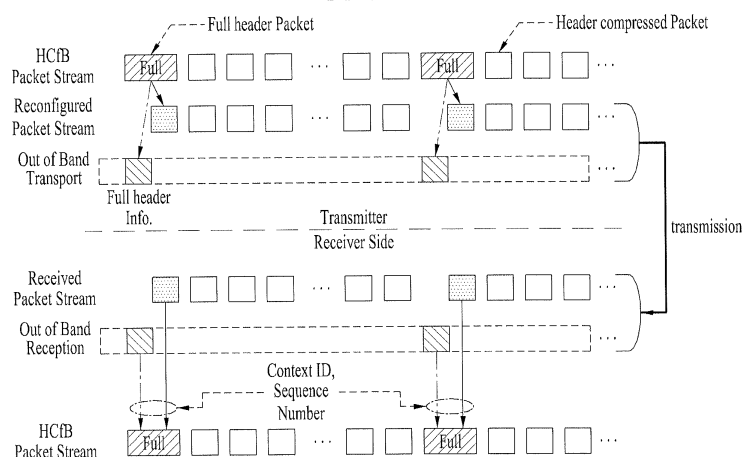 Full header Packet
Header compressed Packet
HCfB
Packet Stream
Full
...
Full
...
Reconfigured
Packet Stream
...
...
Out of Band
Transport
...
Full header
Info.
Transmitter
Receiver Side
transmission
Received
Packet Stream
...
...
Out of Band
Reception
...
Context ID,
Sequence
Number
HCfB
Packet Stream
Full
...
Full
...